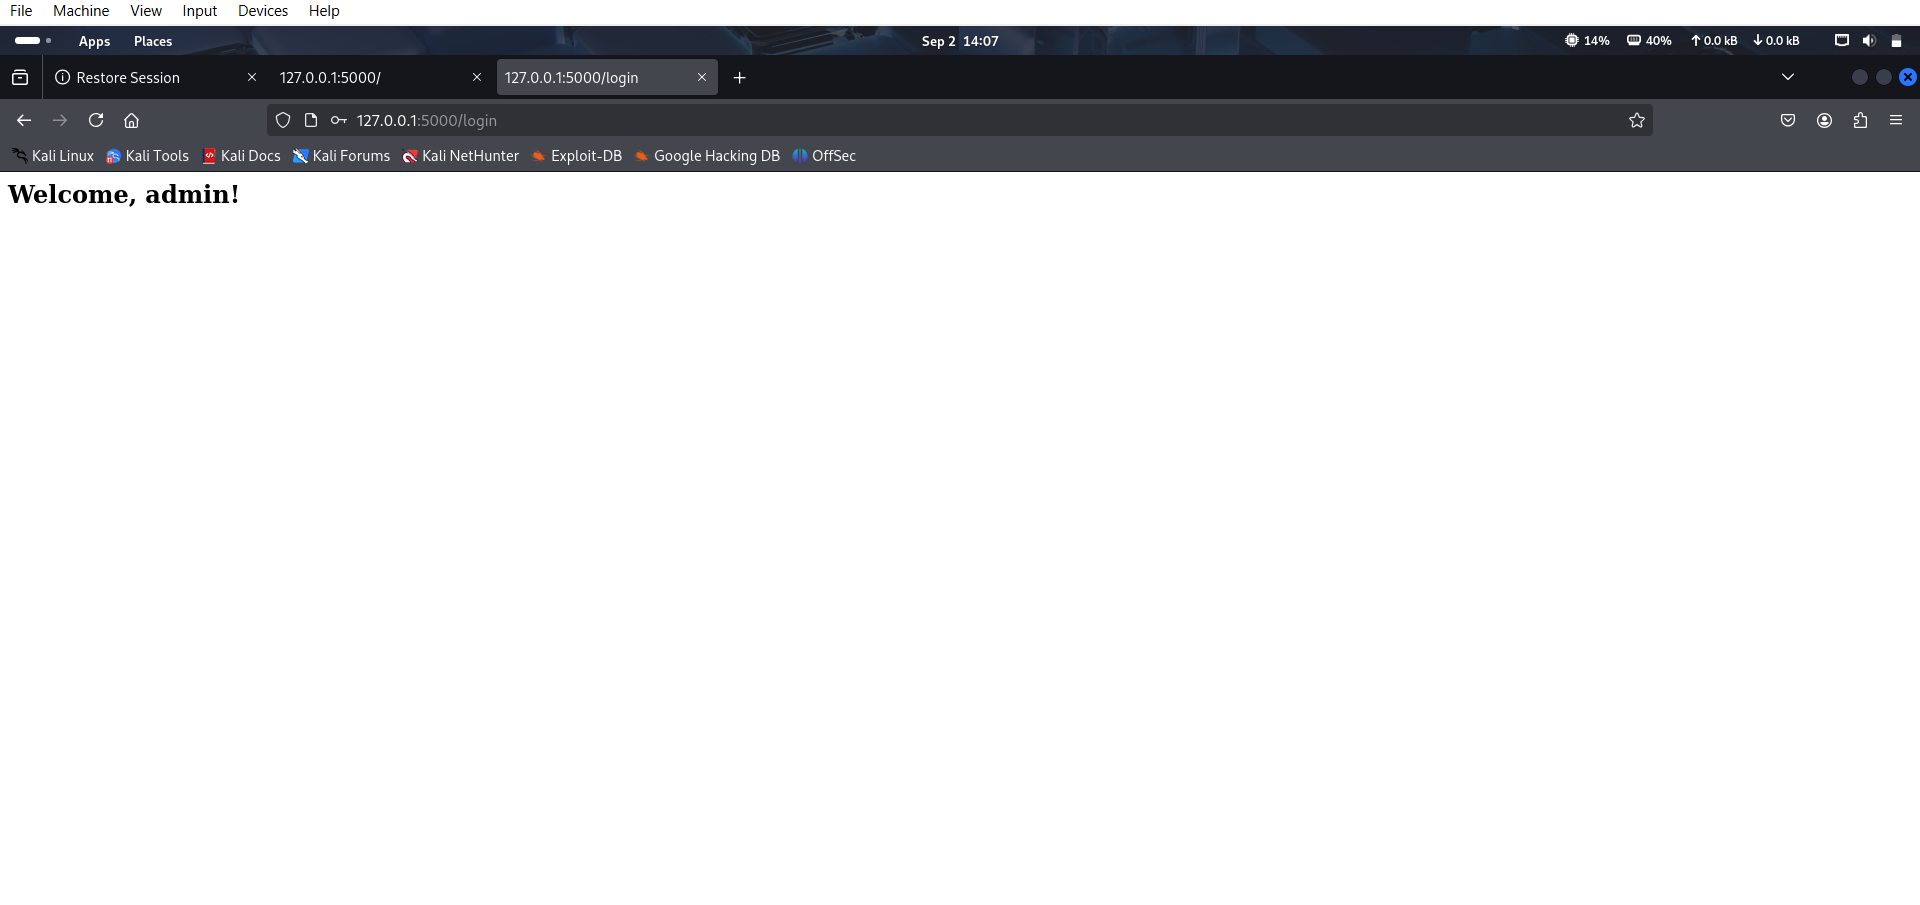 File Machine View Input Devices Help
Apps Places Sep 2 14:07 14% 40% 0.0 kB 0.0 kB
Restore Session 127.0.0.1:5000/ 127.0.0.1:5000/login
127.0.0.1:5000/login
Kali Linux Kali Tools Kali Docs Kali Forums Kali NetHunter Exploit-DB Google Hacking DB OffSec
Welcome, admin!